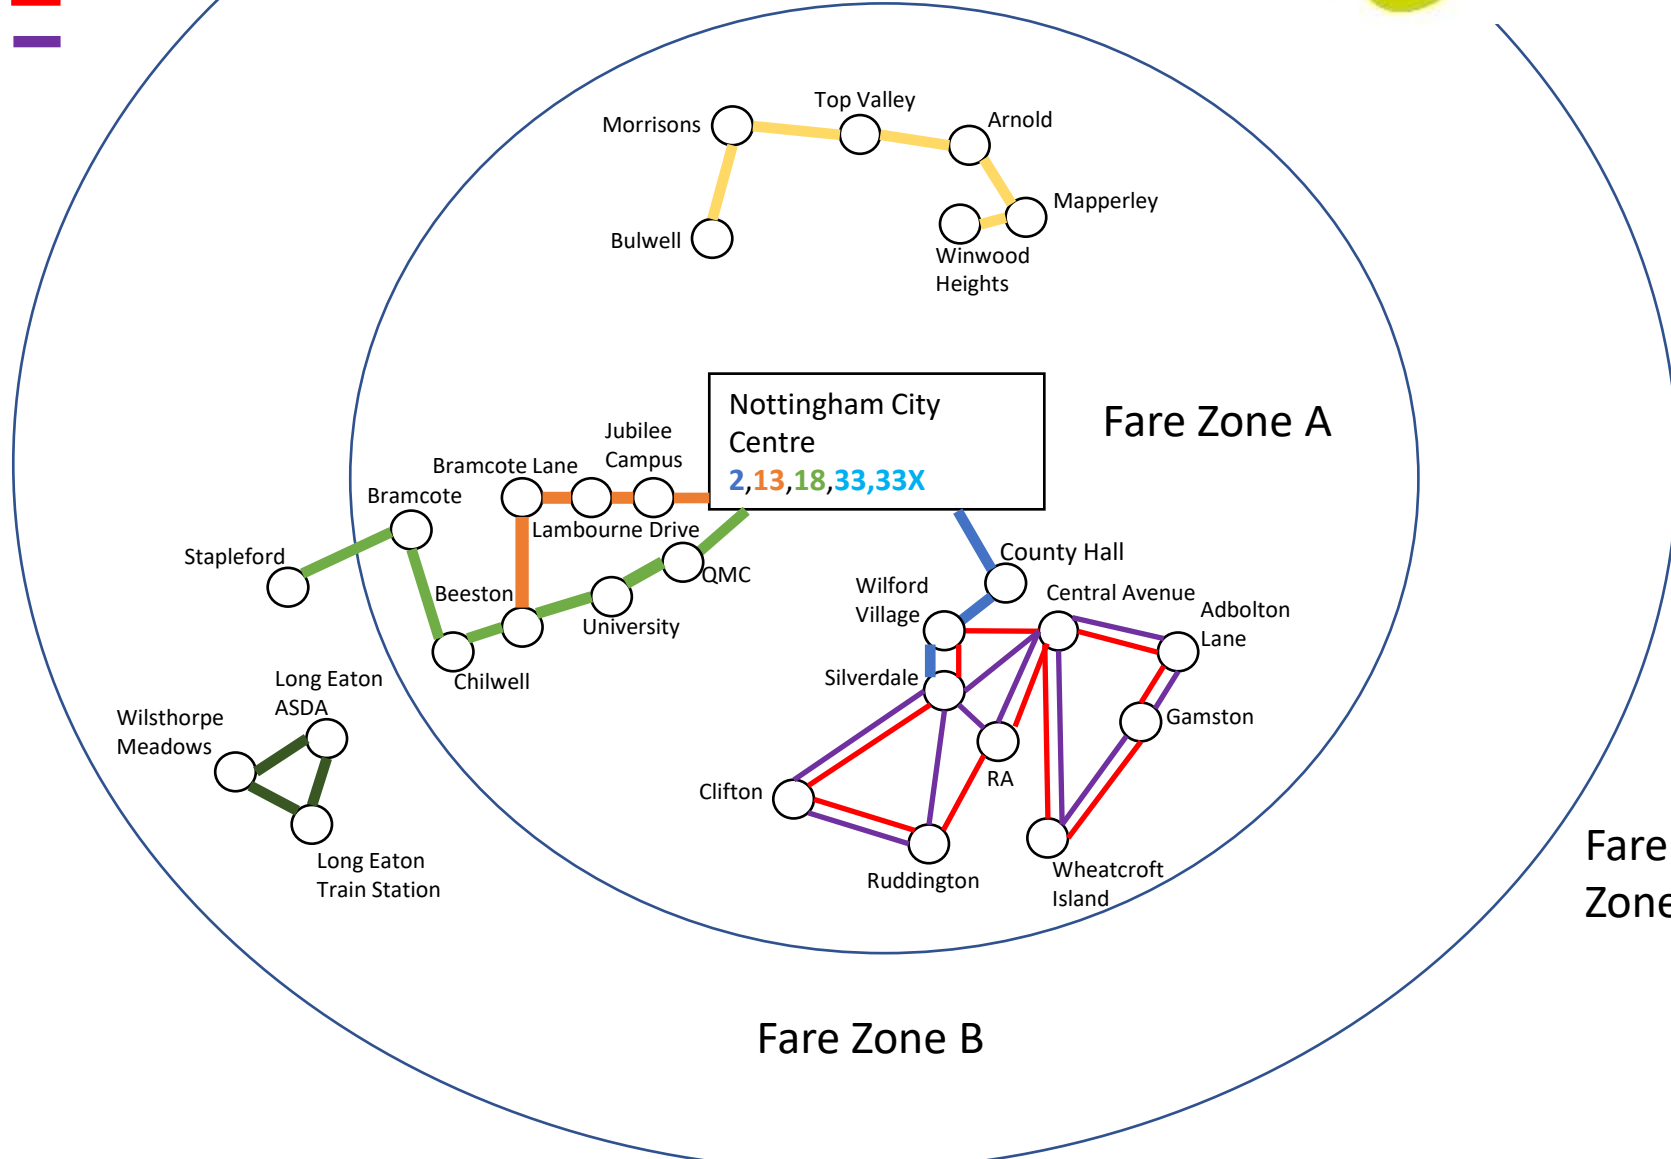 Top Valley
Morrisons
Arnold
Mapperley
Bulwell
Winwood
Heights
Nottingham City
Centre
2,13,18,33,33X
Fare Zone A
Jubilee
Campus
Bramcote Lane
Bramcote
Lambourne Drive
Stapleford
QMC
County Hall
Wilford
Village
Central Avenue
Adbolton
Lane
Beeston
University
Silverdale
Chilwell
Long Eaton
ASDA
Wilsthorpe
Meadows
Gamston
RA
Clifton
Long Eaton
Train Station
Ruddington
Wheatcroft
Island
Fare
Zone
Fare Zone B